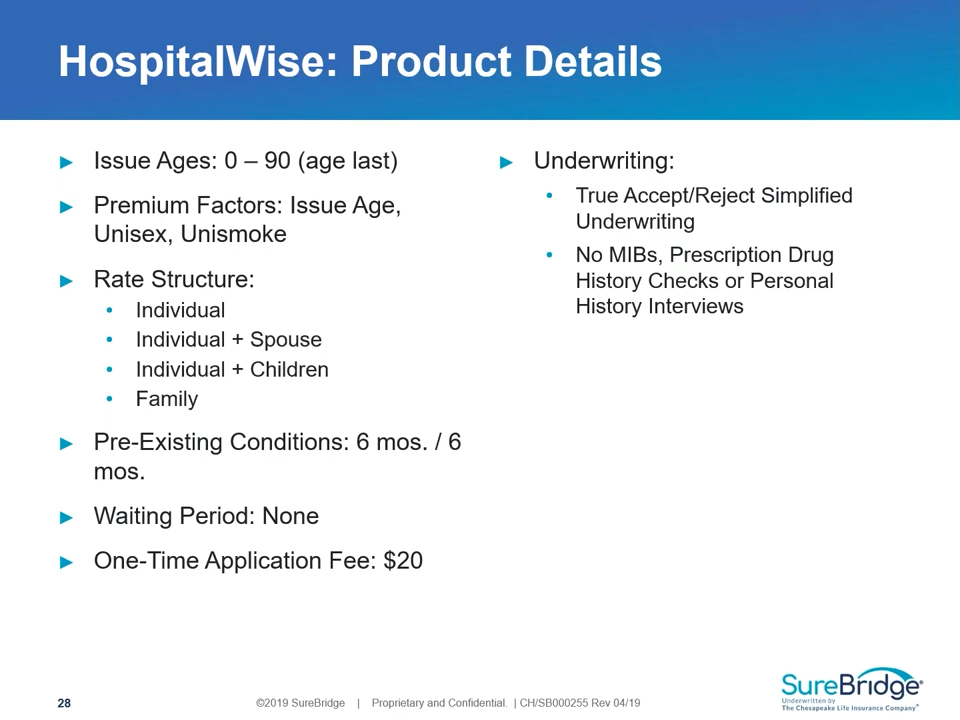 HospitalWise: Product Details
► Issue Ages: 0 – 90 (age last)
► Premium Factors: Issue Age,
Unisex, Unismoke
► Rate Structure:
• Individual
• Individual + Spouse
• Individual + Children
• Family
► Pre-Existing Conditions: 6 mos. / 6
mos.
► Waiting Period: None
► One-Time Application Fee: $20
► Underwriting:
• True Accept/Reject Simplified
Underwriting
• No MIBs, Prescription Drug
History Checks or Personal
History Interviews
28
©2019 SureBridge | Proprietary and Confidential. | CH/SB000255 Rev 04/19
SureBridge®
Underwritten by
The Chesapeake Life Insurance Company®